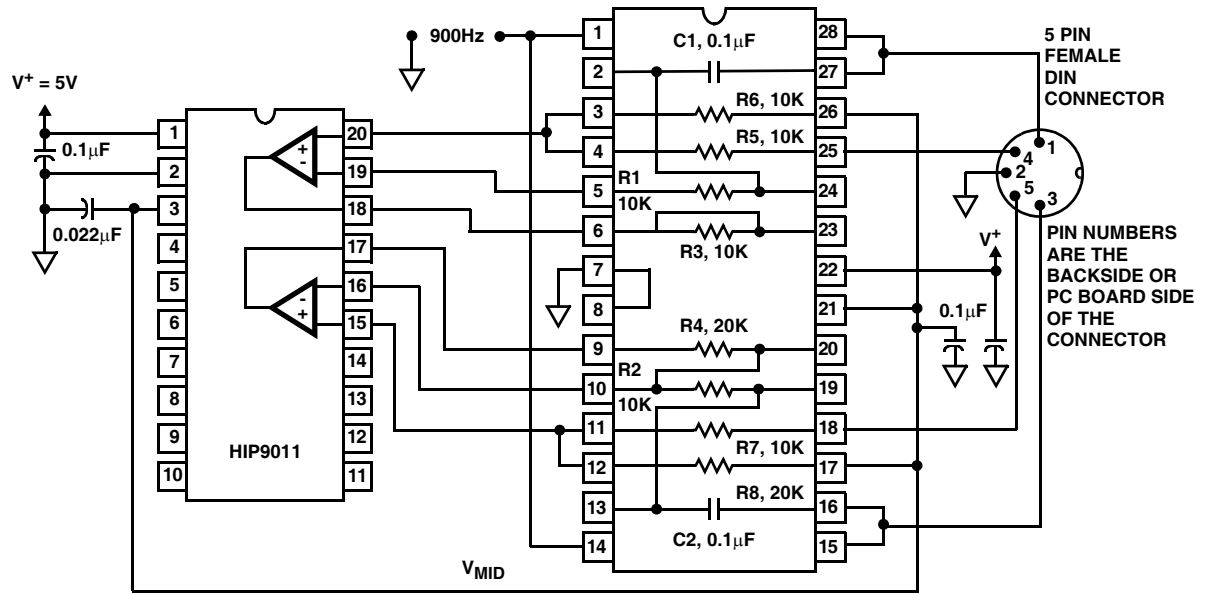 900Hz
V+ = 5V
0.1μF
0.022μF
1
2
3
4
5
6
7
8
9
10
20
19
18
17
16
15
14
13
12
11
+
-
-
+
HIP9011
VMID
1
2
3
4
5
6
7
8
9
10
11
12
13
14
28
27
26
25
24
23
22
21
20
19
18
17
16
15
C1, 0.1μF
R6, 10K
R5, 10K
R1
10K
R3, 10K
R4, 20K
R2
10K
R7, 10K
R8, 20K
C2, 0.1μF
5 PIN
FEMALE
DIN
CONNECTOR
1
4
2
5
3
V+
0.1μF
PIN NUMBERS
ARE THE
BACKSIDE OR
PC BOARD SIDE
OF THE
CONNECTOR